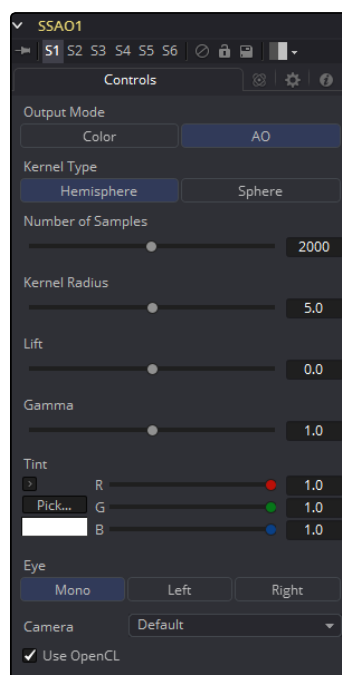 SSAO1
S1 S2 S3 S4 S5 S6
Controls
Output Mode
Color AO
Kernel Type
Hemisphere Sphere
Number of Samples
2000
Kernel Radius
5.0
Lift
0.0
Gamma
1.0
Tint
R 1.0
Pick... G 1.0
B 1.0
Eye
Mono Left Right
Camera Default
Use OpenCL